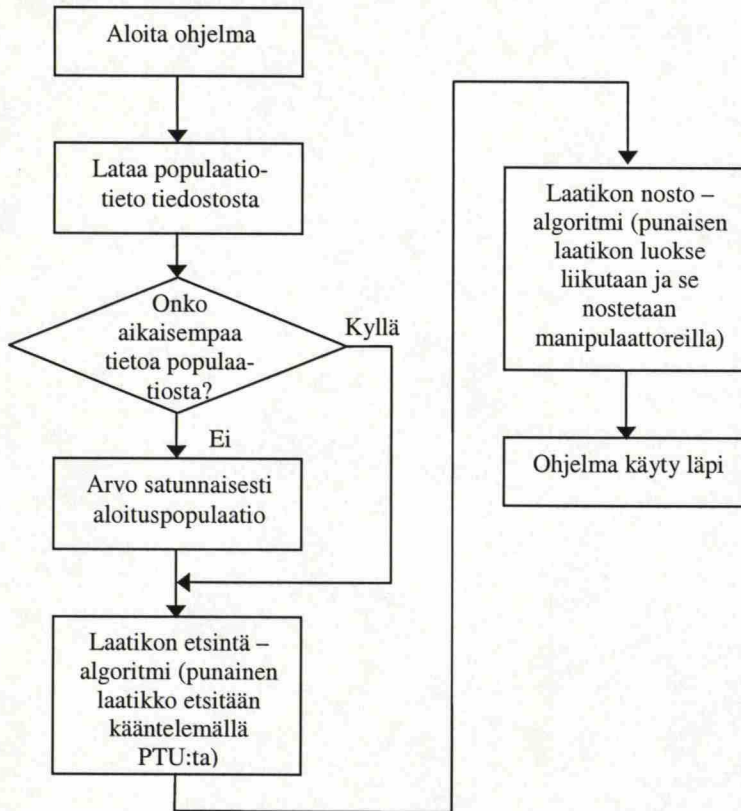 Aloita ohjelma
Lataa populaatio-
tieto tiedostosta
Onko
aikaisempaa
tietoa populaa-
tiosta?
Kyllä
Ei
Arvo satunnaisesti
aloituspopulaatio
Laatikon etsintä –
algoritmi (punainen
laatikko etsitään
kääntelemällä
PTU:ta)
Laatikon nosto –
algoritmi (punaisen
laatikon luokse
liikutaan ja se
nostetaan
manipulaattoreilla)
Ohjelma käyty läpi